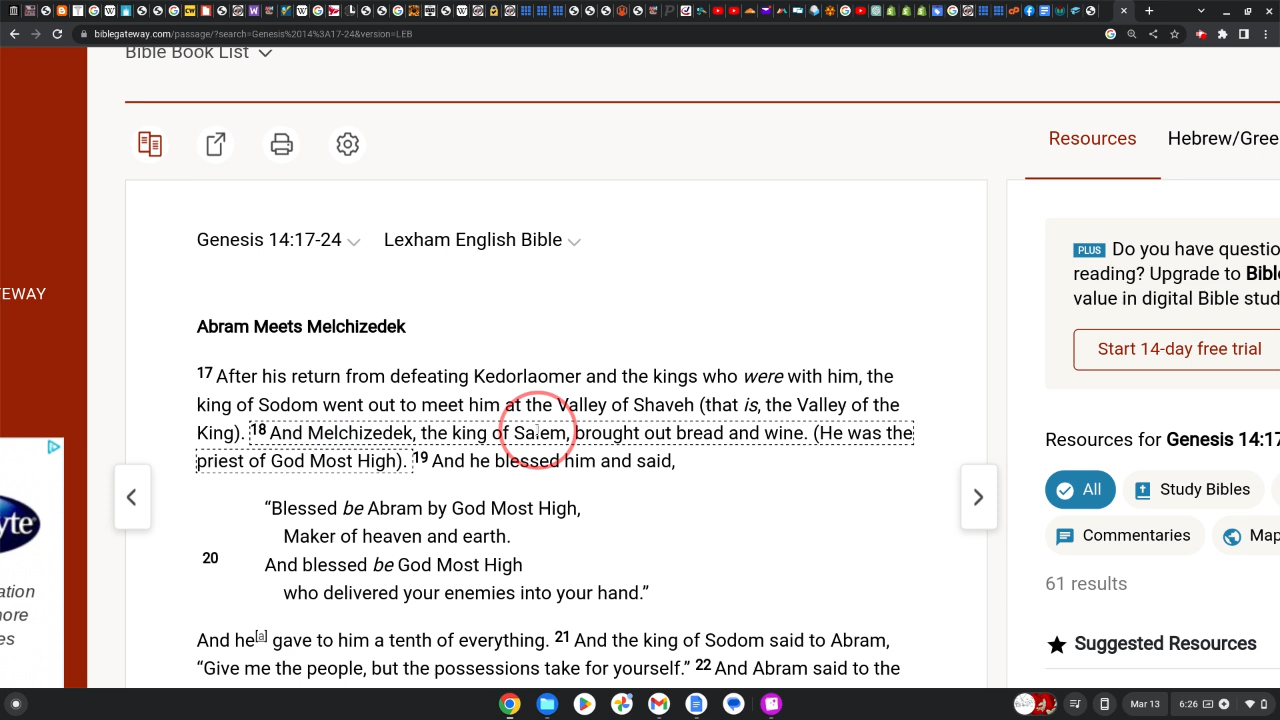 biblegateway.com/passage/?search=Genesis%2014%3A17-24&version=LEB
Bible Book List
Resources
Hebrew/Gree
Genesis 14:17-24
Lexham English Bible
Abram Meets Melchizedek
17 After his return from defeating Kedorlaomer and the kings who were with him, the
king of Sodom went out to meet him at the Valley of Shaveh (that is, the Valley of the
King). 18 And Melchizedek, the king of Salem, brought out bread and wine. (He was the
priest of God Most High). 19 And he blessed him and said,
“Blessed be Abram by God Most High,
Maker of heaven and earth.
20 And blessed be God Most High
who delivered your enemies into your hand.”
And he[a] gave to him a tenth of everything. 21 And the king of Sodom said to Abram,
“Give me the people, but the possessions take for yourself.” 22 And Abram said to the
TEWAY
yte
ation
nore
es
PLUS Do you have questio
reading? Upgrade to Bibl
value in digital Bible stud
Start 14-day free trial
Resources for Genesis 14:17
All
Study Bibles
Commentaries
Map
61 results
Suggested Resources
Mar 13
6:26